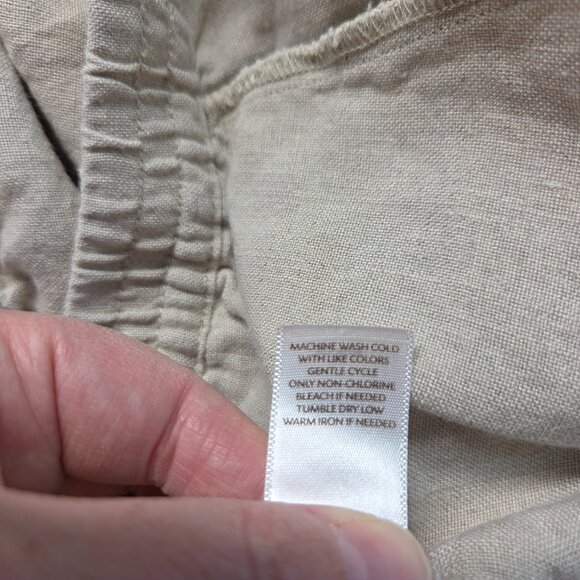 MACHINE WASH COLD
WITH LIKE COLORS
GENTLE CYCLE
ONLY NON-CHLORINE
BLEACH IF NEEDED
TUMBLE DRY LOW
WARM IRON IF NEEDED